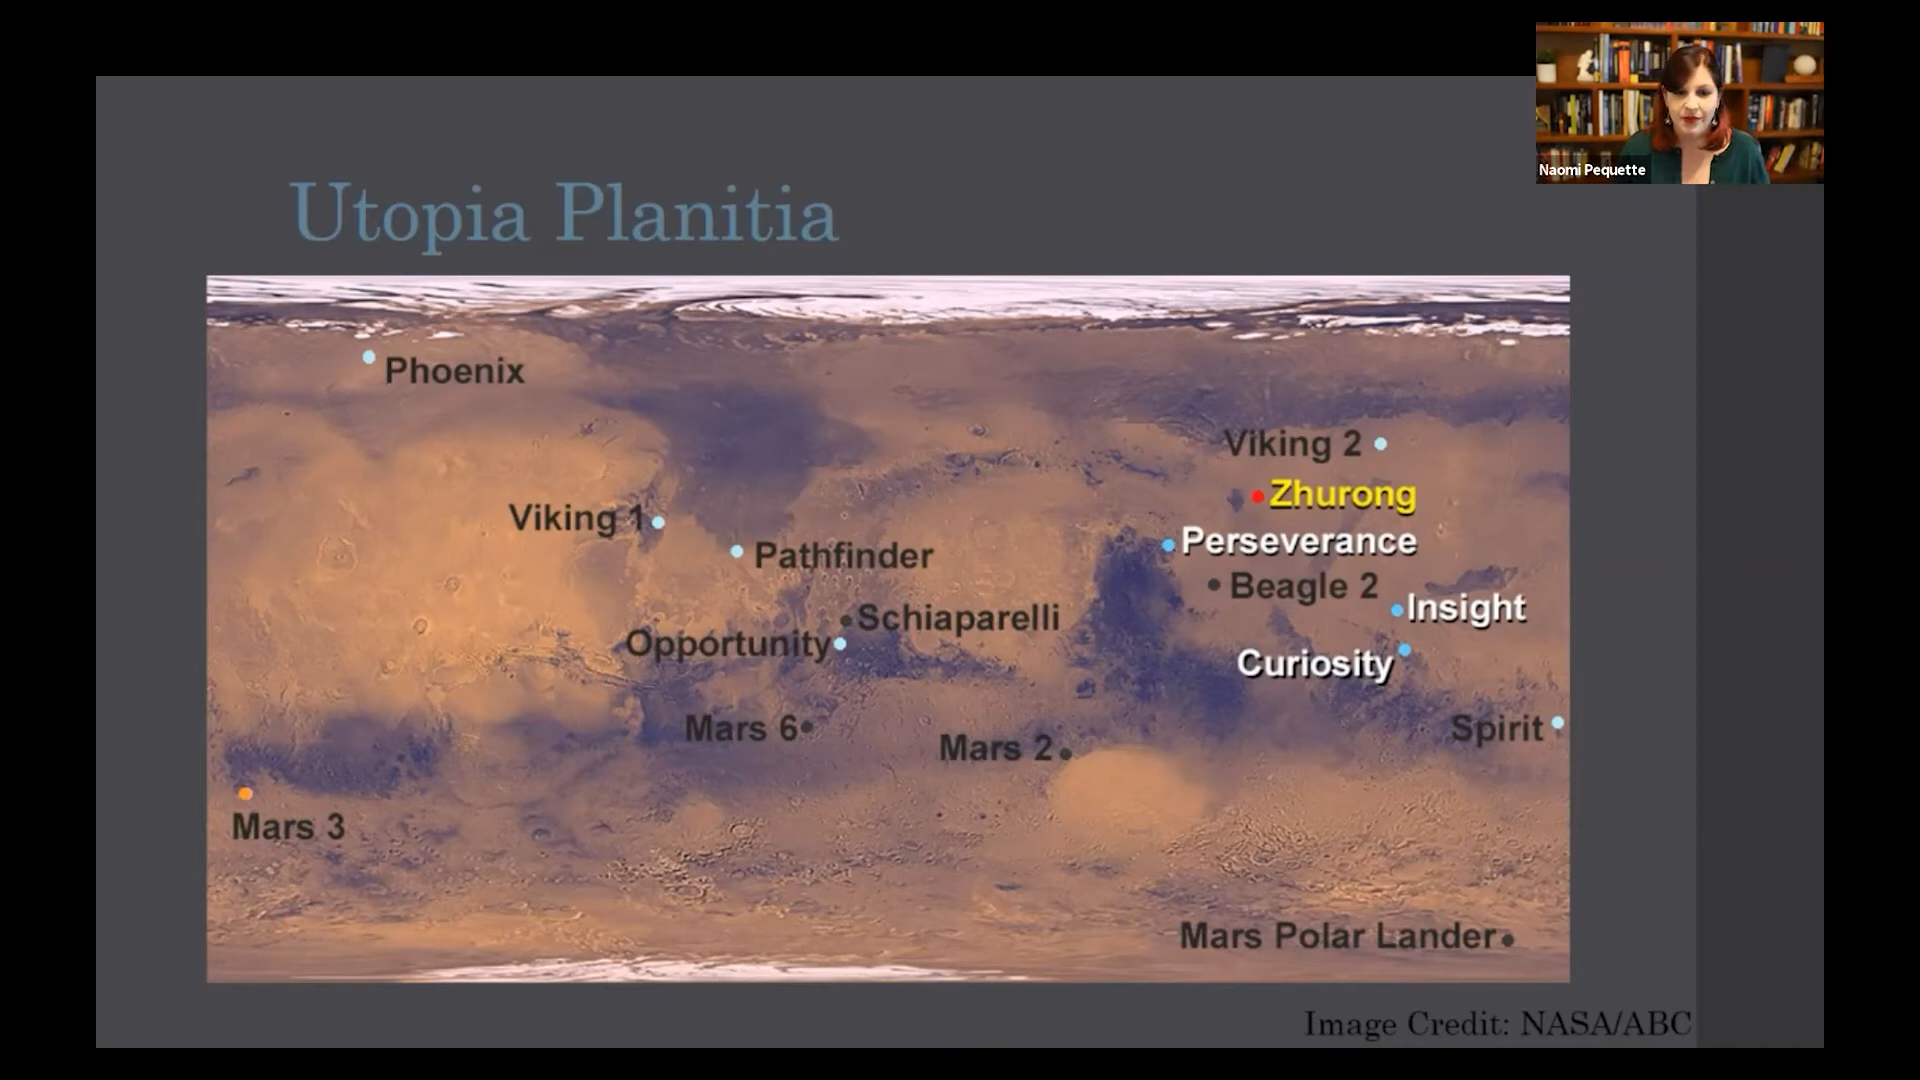 Naomi Pequette
Utopia Planitia
Phoenix
Viking 2
Zhurong
Viking 1
Perseverance
Pathfinder
Beagle 2
Insight
Schiaparelli
Opportunity
Curiosity
Mars 6
Spirit
Mars 2
Mars 3
Mars Polar Lander
Image Credit: NASA/ABC